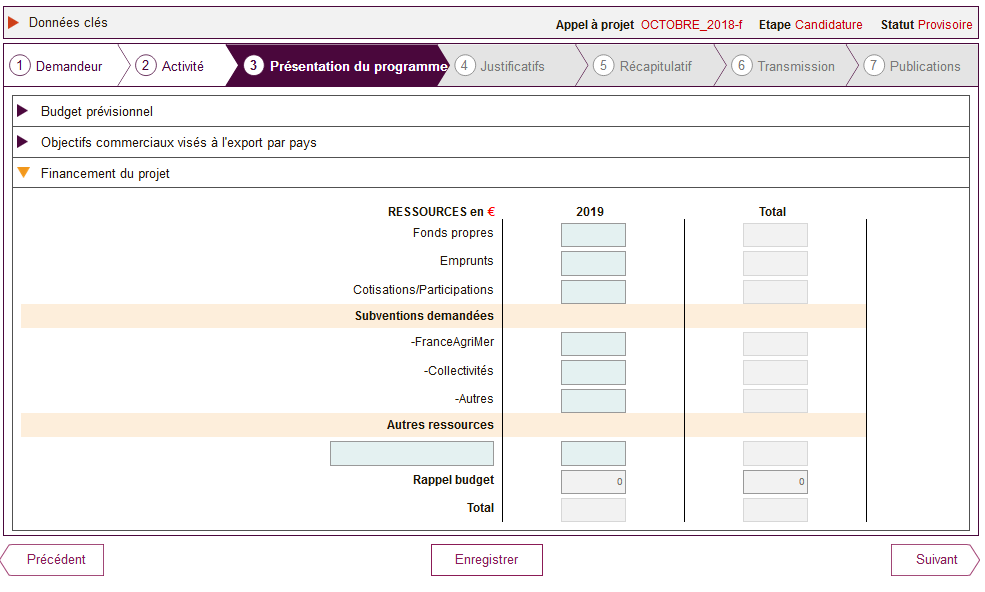 Données clés
Appel à projet OCTOBRE_2018-f Etape Candidature Statut Provisoire
1 Demandeur 2 Activité 3 Présentation du programme 4 Justificatifs 5 Récapitulatif 6 Transmission 7 Publications
Budget prévisionnel
Objectifs commerciaux visés à l'export par pays
Financement du projet
RESSOURCES en € 2019 Total
Fonds propres
Emprunts
Cotisations/Participations
Subventions demandées
-FranceAgriMer
-Collectivités
-Autres
Autres ressources
Rappel budget 0 0
Total
Précédent Enregistrer Suivant